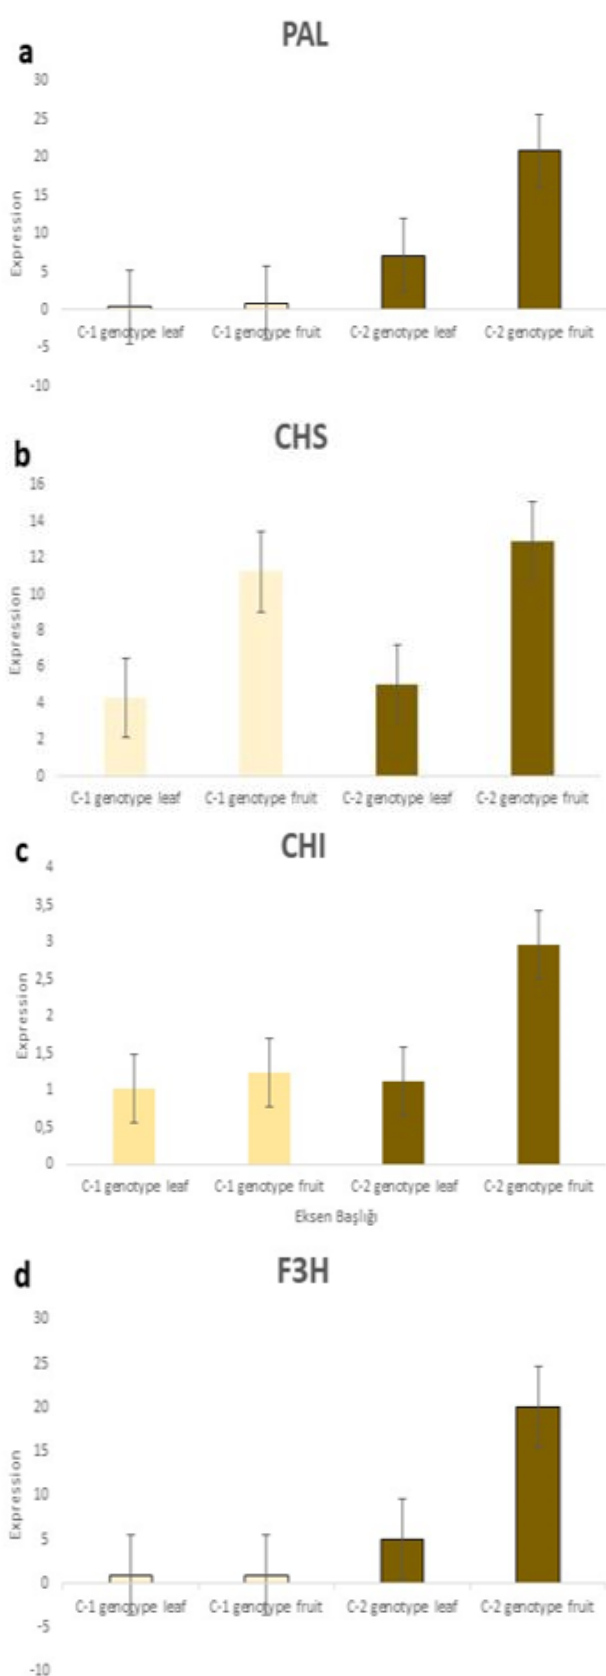 a
PAL
30
25
20
15
10
5
0
-5
-10
Expression
C-1 genotype leaf C-1 genotype fruit C-2 genotype leaf C-2 genotype fruit
b
CHS
16
14
12
10
8
6
4
2
0
Expression
C-1 genotype leaf C-1 genotype fruit C-2 genotype leaf C-2 genotype fruit
c
CHI
4
3,5
3
2,5
2
1,5
1
0,5
0
Expression
C-1 genotype leaf C-1 genotype fruit C-2 genotype leaf C-2 genotype fruit
Eksen Başlığı
d
F3H
30
25
20
15
10
5
0
-5
-10
Expression
C-1 genotype leaf C-1 genotype fruit C-2 genotype leaf C-2 genotype fruit